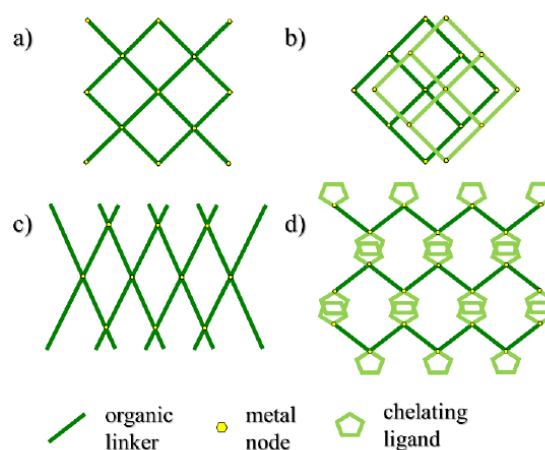 a)
b)
c)
d)
organic
linker
metal
node
chelating
ligand